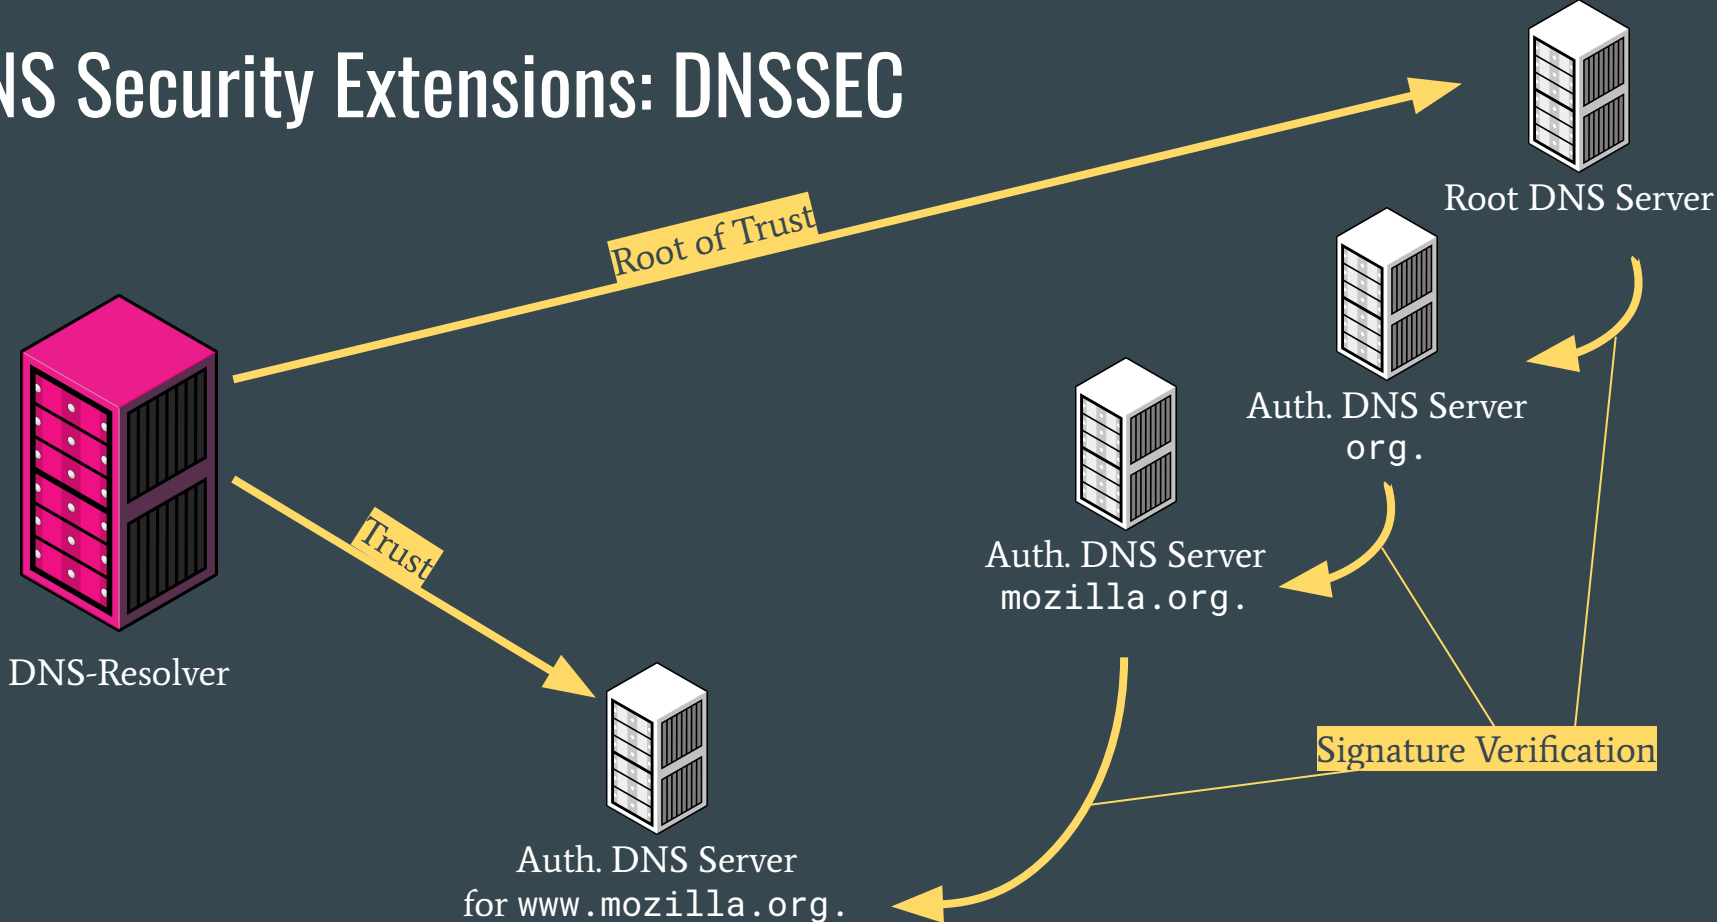 NS Security Extensions: DNSSEC
Root DNS Server
Root of Trust
Auth. DNS Server
org.
Trust
Auth. DNS Server
mozilla.org.
DNS-Resolver
Signature Verification
Auth. DNS Server
for www.mozilla.org.